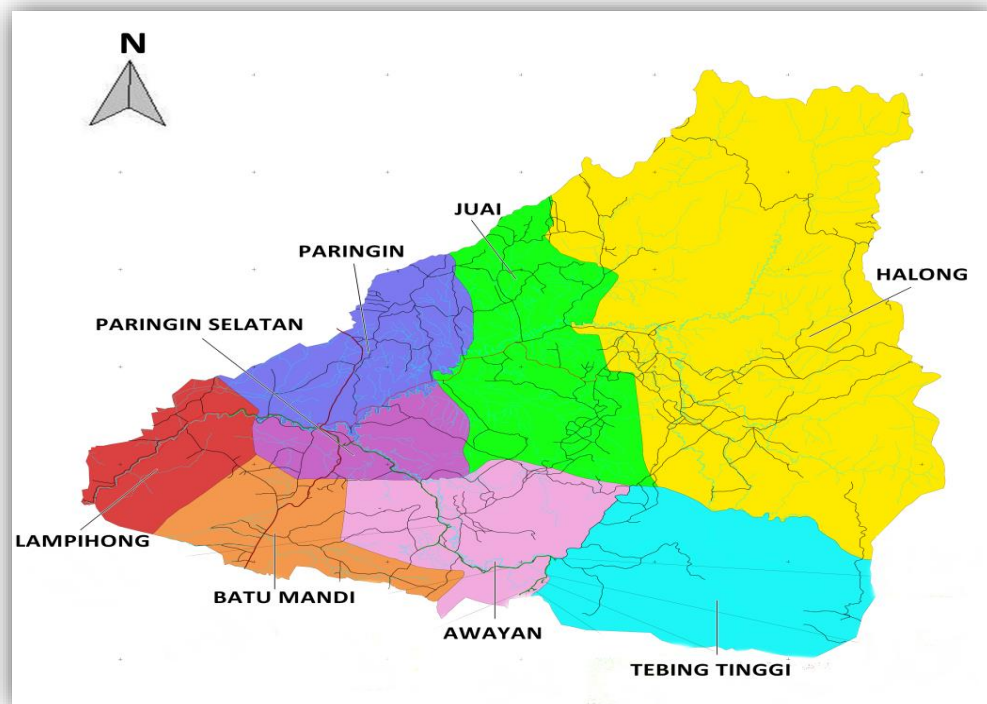 N
JUAI
PARINGIN
HALONG
PARINGIN SELATAN
LAMPIHONG
BATU MANDI
AWAYAN
TEBING TINGGI